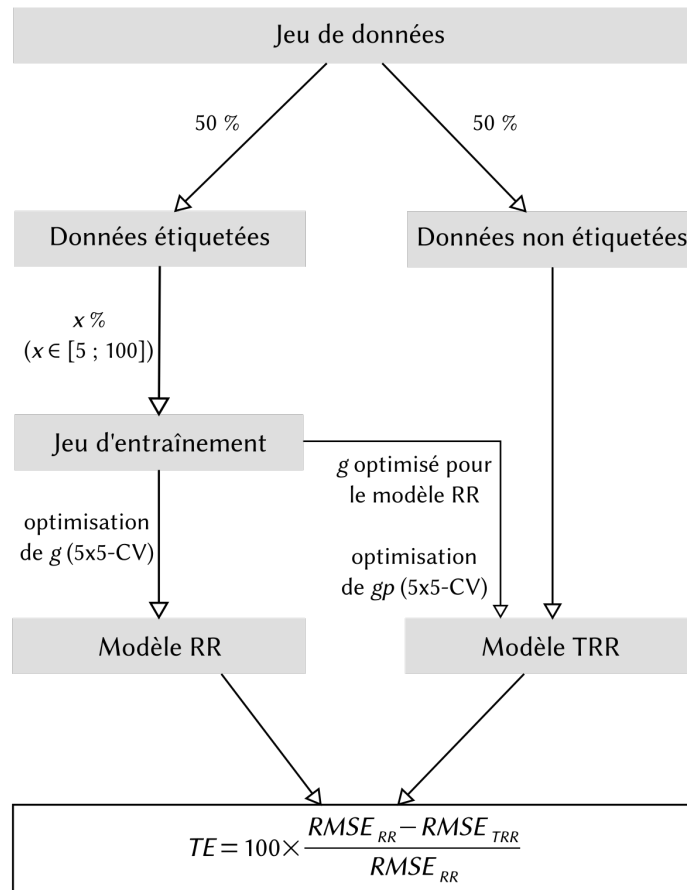 Jeu de données
50 %
50 %
Données étiquetées
Données non étiquetées
x %
(x ∈ [5 ; 100])
Jeu d'entraînement
g optimisé pour
le modèle RR
optimisation
de g (5x5-CV)
optimisation
de gp (5x5-CV)
Modèle RR
Modèle TRR
TE = 100 × (RMSE_RR − RMSE_TRR) / RMSE_RR